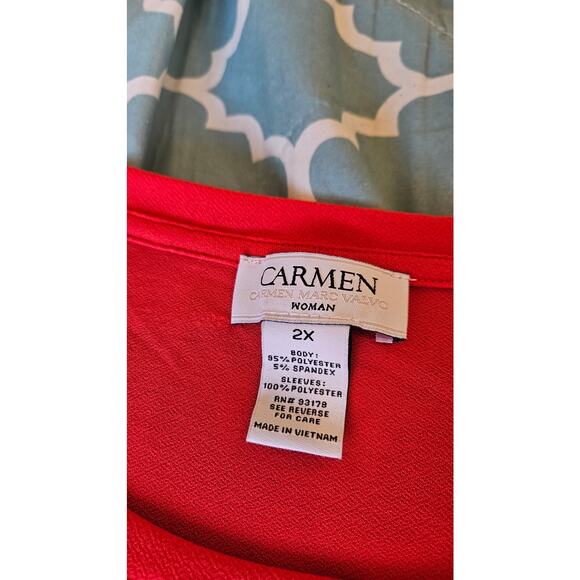 CARMEN
CARMEN MARC VALVO
WOMAN
2X
BODY:
95% POLYESTER
5% SPANDEX
SLEEVES:
100% POLYESTER
RN# 93178
SEE REVERSE
FOR CARE
MADE IN VIETNAM